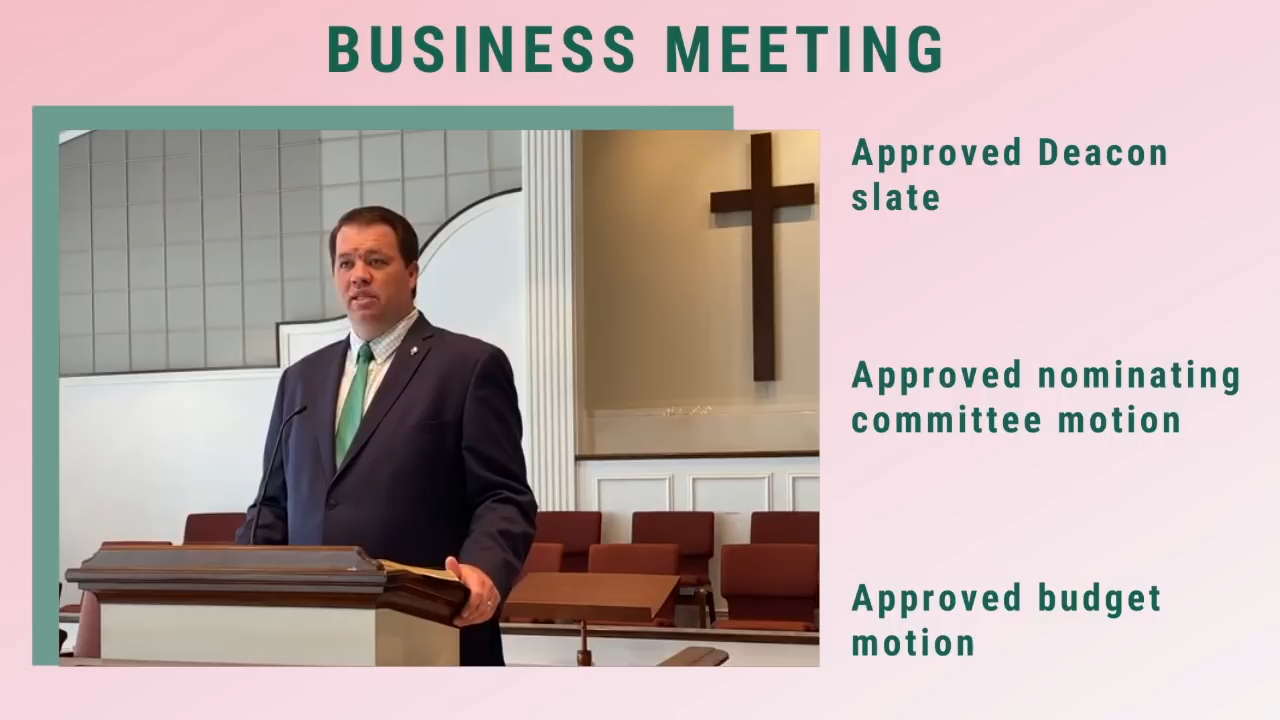 BUSINESS MEETING
Approved Deacon
slate
Approved nominating
committee motion
Approved budget
motion